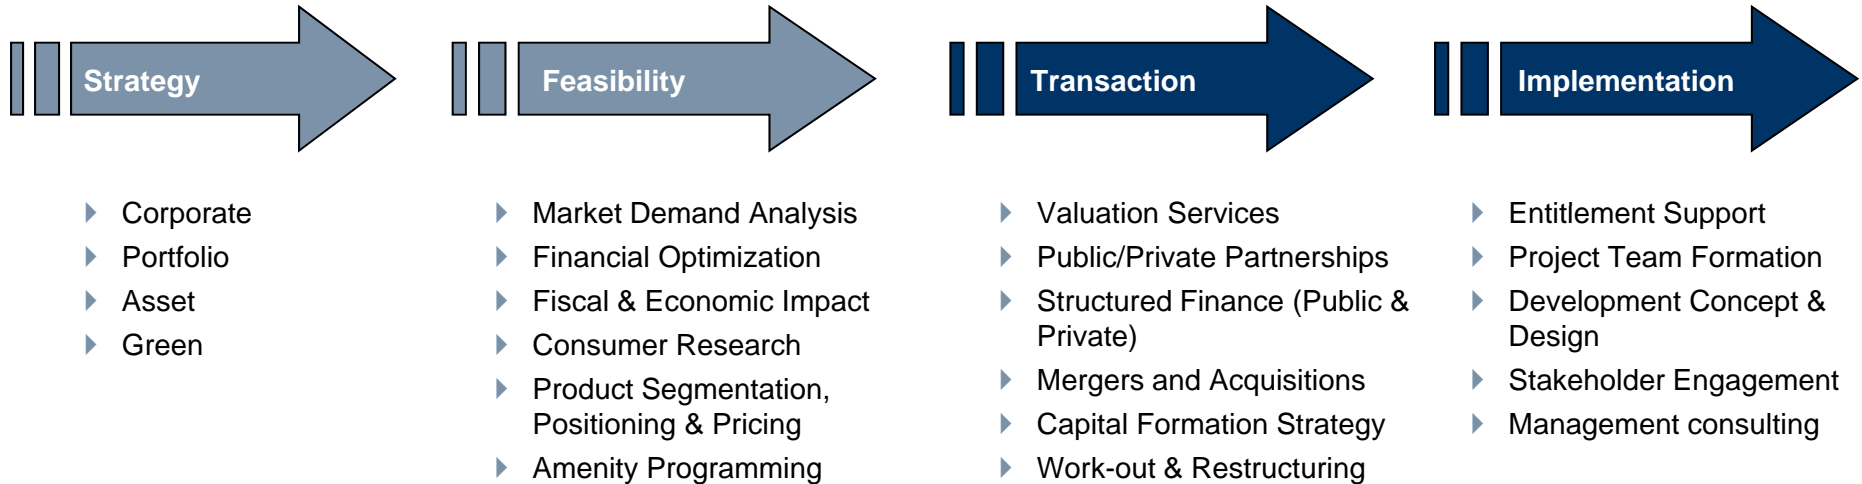 Strategy
Corporate
Portfolio
Asset
Green
Feasibility
Market Demand Analysis
Financial Optimization
Fiscal & Economic Impact
Consumer Research
Product Segmentation,
Positioning & Pricing
Amenity Programming
Transaction
Valuation Services
Public/Private Partnerships
Structured Finance (Public &
Private)
Mergers and Acquisitions
Capital Formation Strategy
Work-out & Restructuring
Implementation
Entitlement Support
Project Team Formation
Development Concept &
Design
Stakeholder Engagement
Management consulting